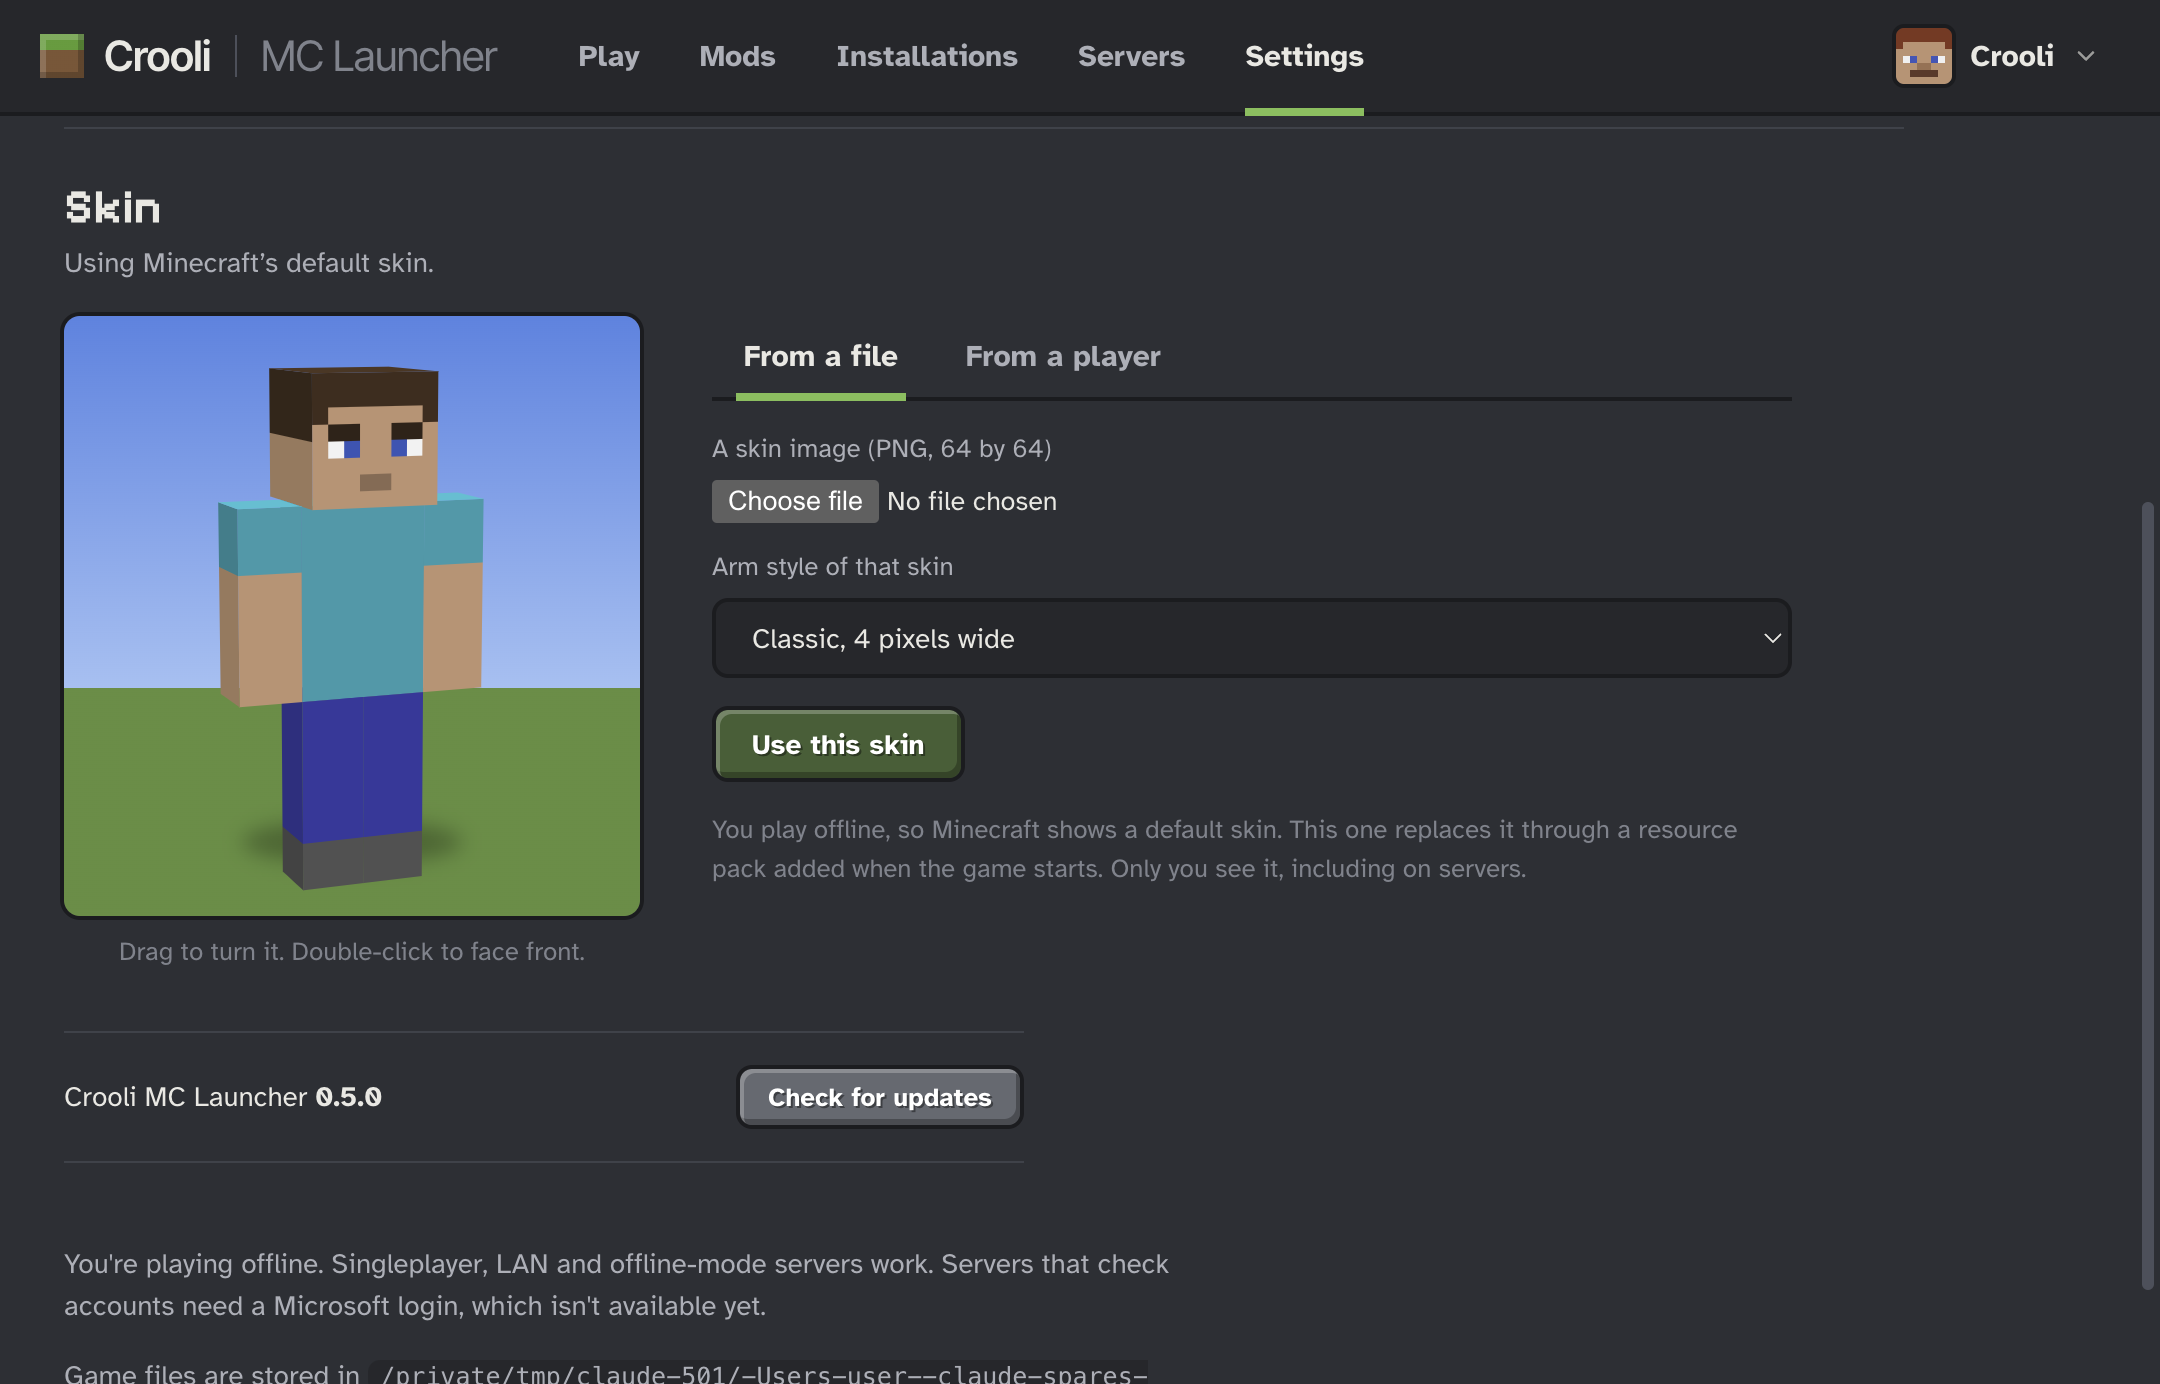 Crooli | MC Launcher Play Mods Installations Servers Settings Crooli
Skin
Using Minecraft’s default skin.
From a file From a player
A skin image (PNG, 64 by 64)
Choose file No file chosen
Arm style of that skin
Classic, 4 pixels wide
Use this skin
You play offline, so Minecraft shows a default skin. This one replaces it through a resource
pack added when the game starts. Only you see it, including on servers.
Drag to turn it. Double-click to face front.
Crooli MC Launcher 0.5.0 Check for updates
You're playing offline. Singleplayer, LAN and offline-mode servers work. Servers that check
accounts need a Microsoft login, which isn't available yet.
Game files are stored in /private/tmp/claude-501/-Users-user--claude-spares-